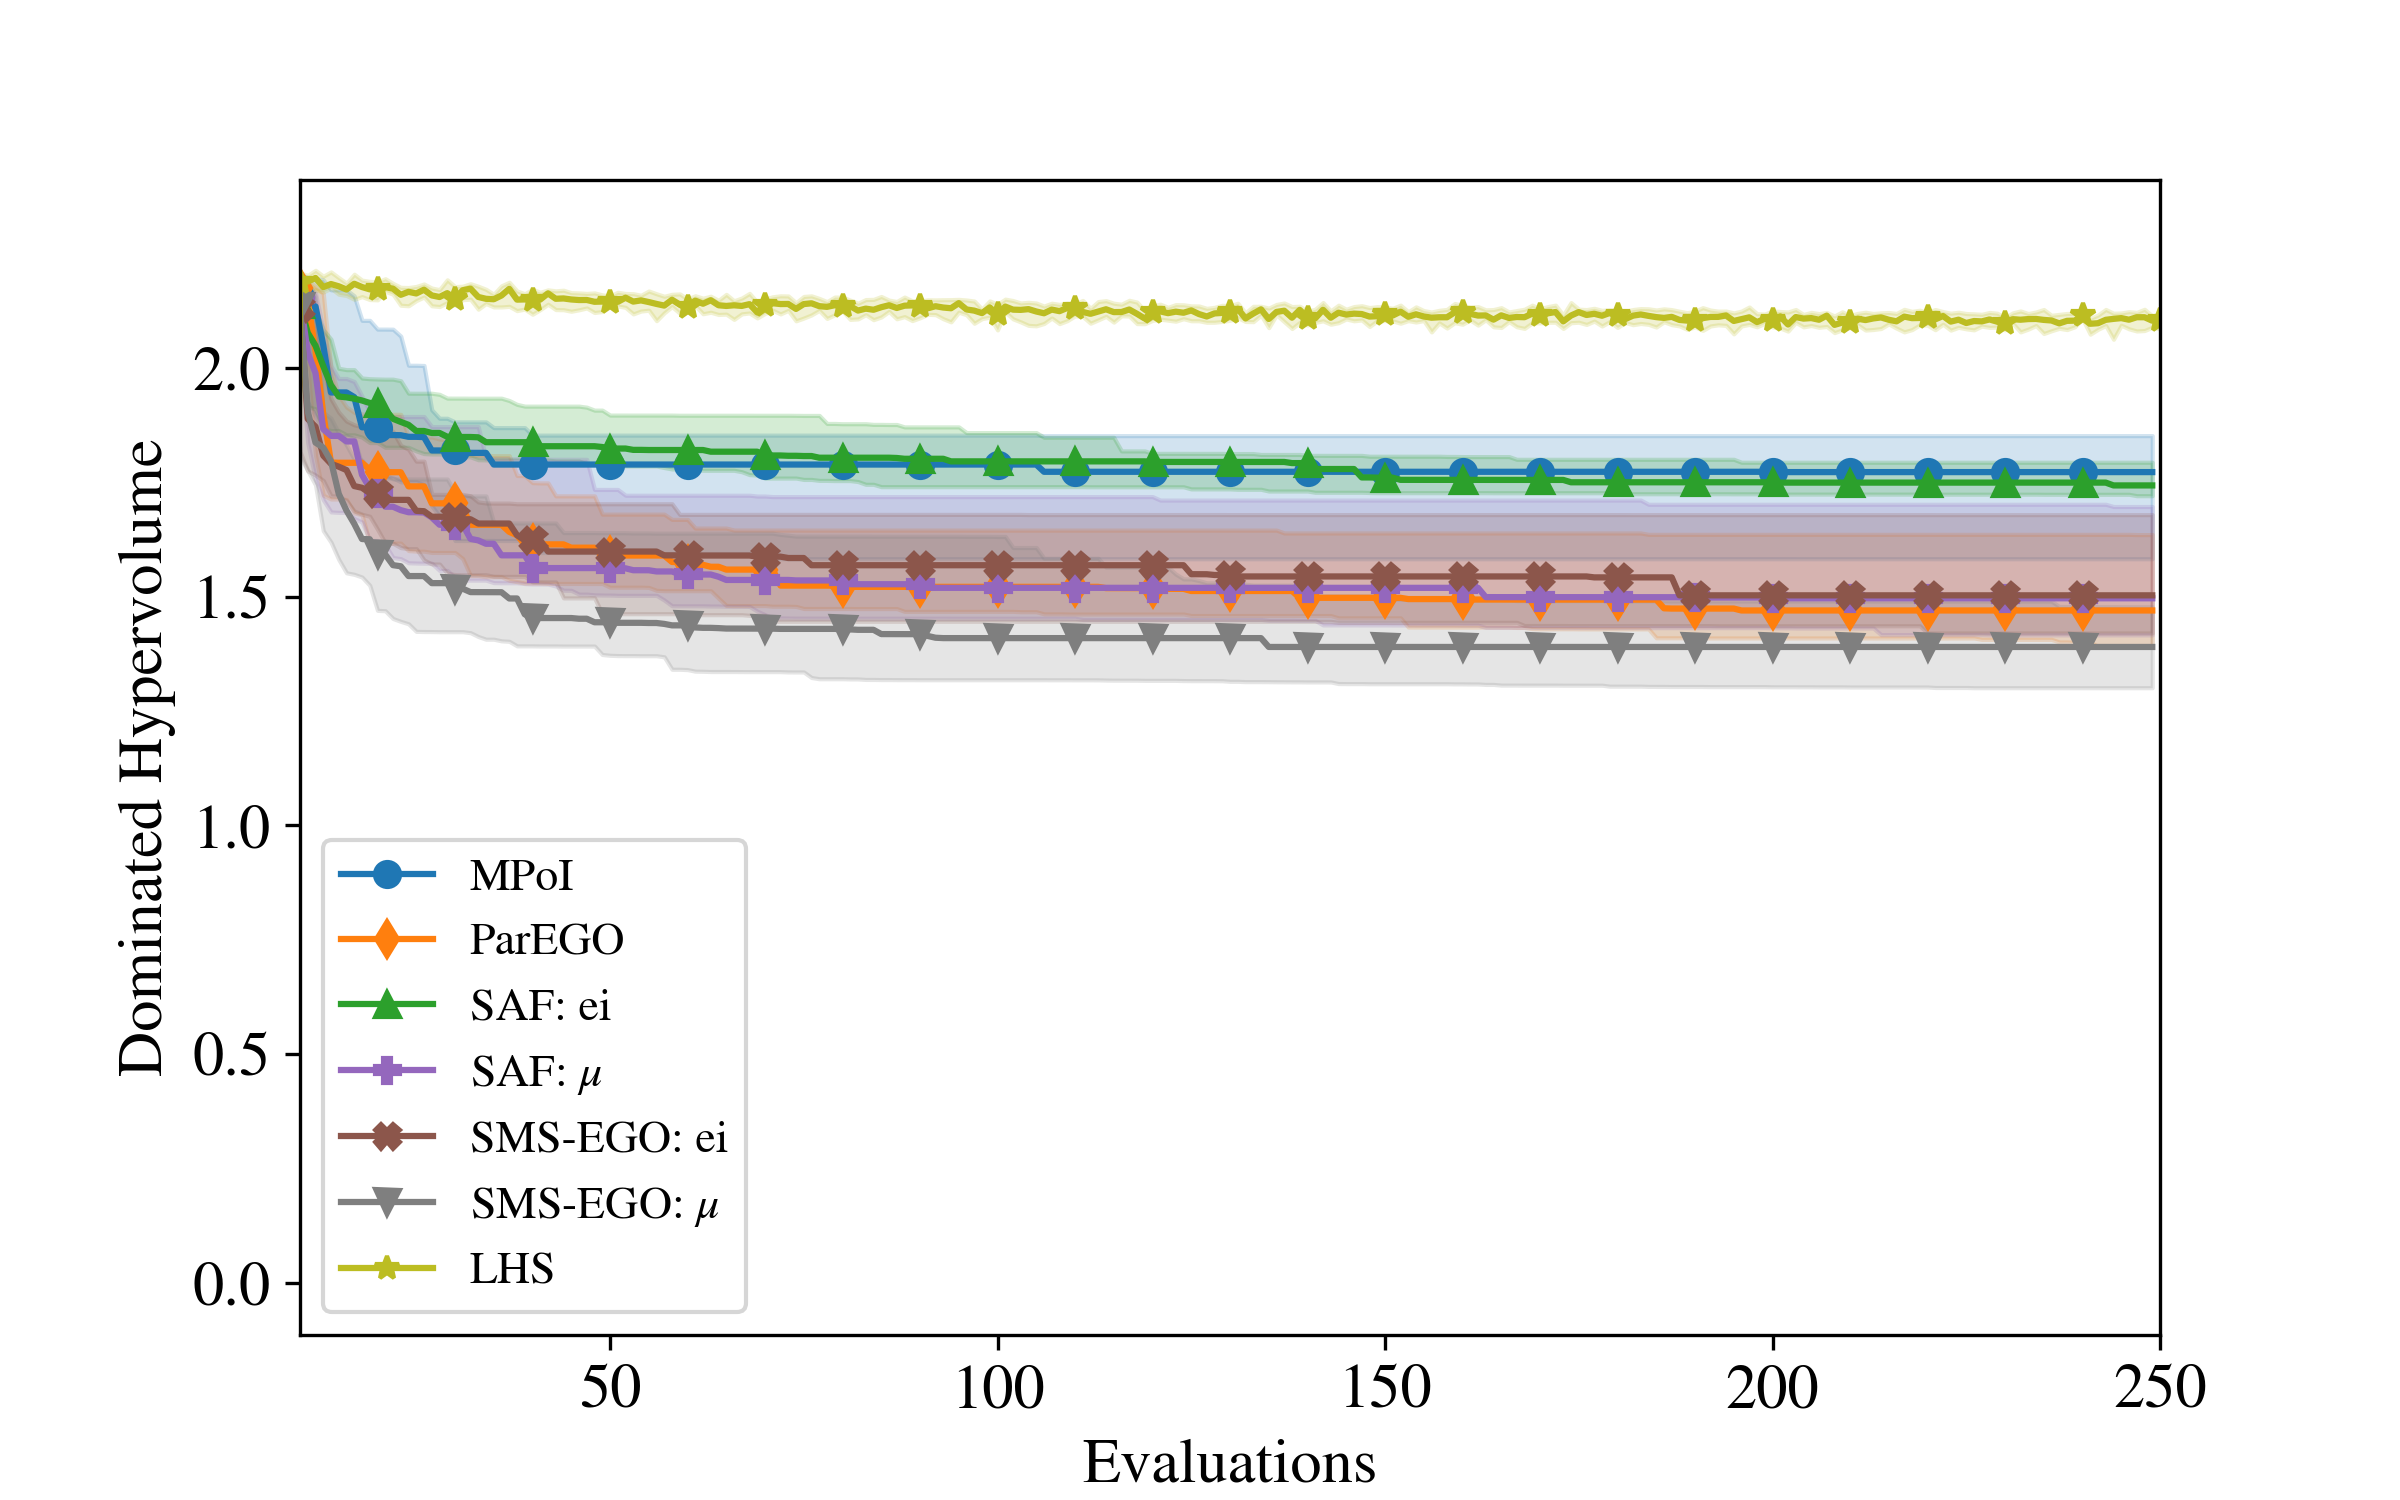 Dominated Hypervolume
2.0
1.5
1.0
0.5
0.0
MPoI
ParEGO
SAF: ei
SAF: μ
SMS-EGO: ei
SMS-EGO: μ
LHS
50 100 150 200 250
Evaluations